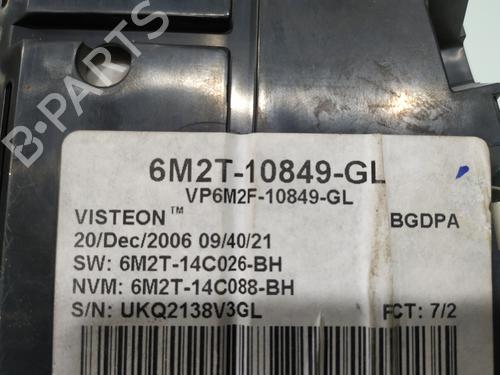 B-PARTS
6M2T-10849-GL
VP6M2F-10849-GL
VISTEON™ BGDPA
20/Dec/2006 09/40/21
SW: 6M2T-14C026-BH
NVM: 6M2T-14C088-BH
S/N: UKQ2138V3GL FCT: 7/2